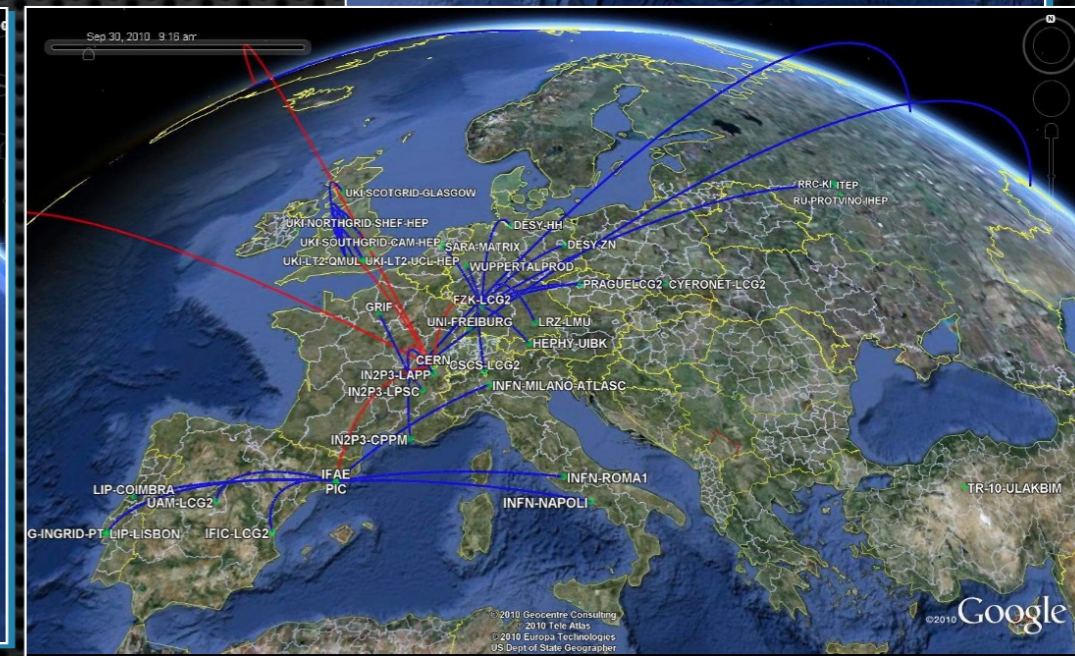 Sep 30, 2010 9:16 am
N
UKI-SCOTGRID-GLASGOW
RRC-KI ITEP
RU-PROTVINO-IHEP
UKI-NORTHGRID-SHEF-HEP
DESY-HH
UKI-SOUTHGRID-CAM-HEP
SARA-MATRIX
DESY-ZN
UKI-LT2-QMUL UKI-LT2-UCL-HEP
WUPPERTALPROD
PRAGUELCG2 CYFRONET-LCG2
FZK-LCG2
GRIF
UNI-FREIBURG
LRZ-LMU
HEPHY-UIBK
CERN
CSCS-LCG2
IN2P3-LAPP
IN2P3-LPSC
INFN-MILANO-ATLASC
IN2P3-CPPM
IFAE
PIC
INFN-ROMA1
LIP-COIMBRA
UAM-LCG2
INFN-NAPOLI
TR-10-ULAKBIM
G-INGRID-PT LIP-LISBON
IFIC-LCG2
© 2010 Geocentre Consulting
© 2010 Tele Atlas
© 2010 Europa Technologies
US Dept of State Geographer
©2010 Google